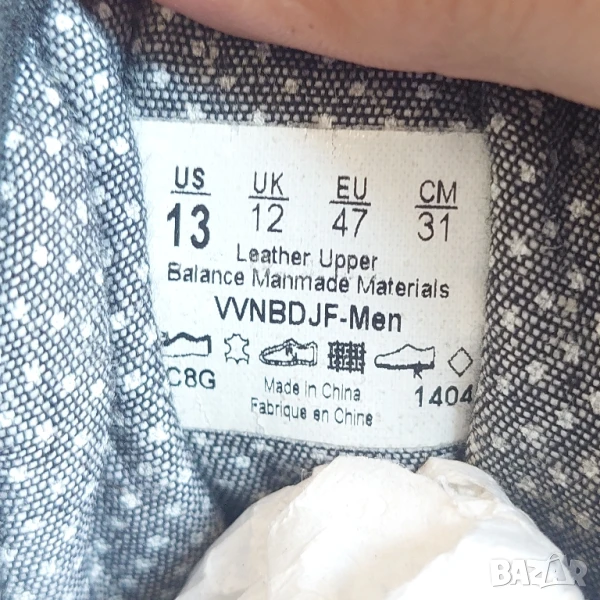 US UK EU CM
13 12 47 31
Leather Upper
Balance Manmade Materials
VVNBDJF-Men
C8G Made in China 1404
Fabrique en Chine
BAZAR